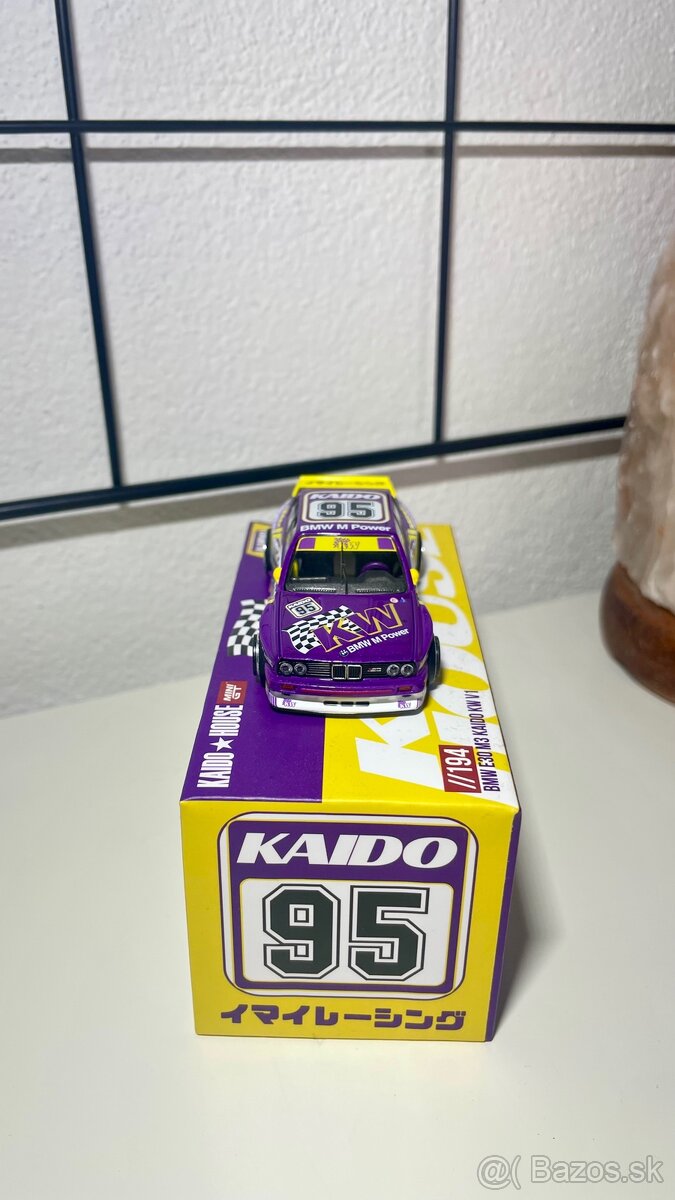 KAIDO
95
BMW M Power
KAIDO
95
KW
BMW M Power
KAIDO★HOUSE
MINI GT
//194
BMW E30 M3 KAIDO KW V1
KAIDO
95
イマイレーシング
@( Bazos.sk